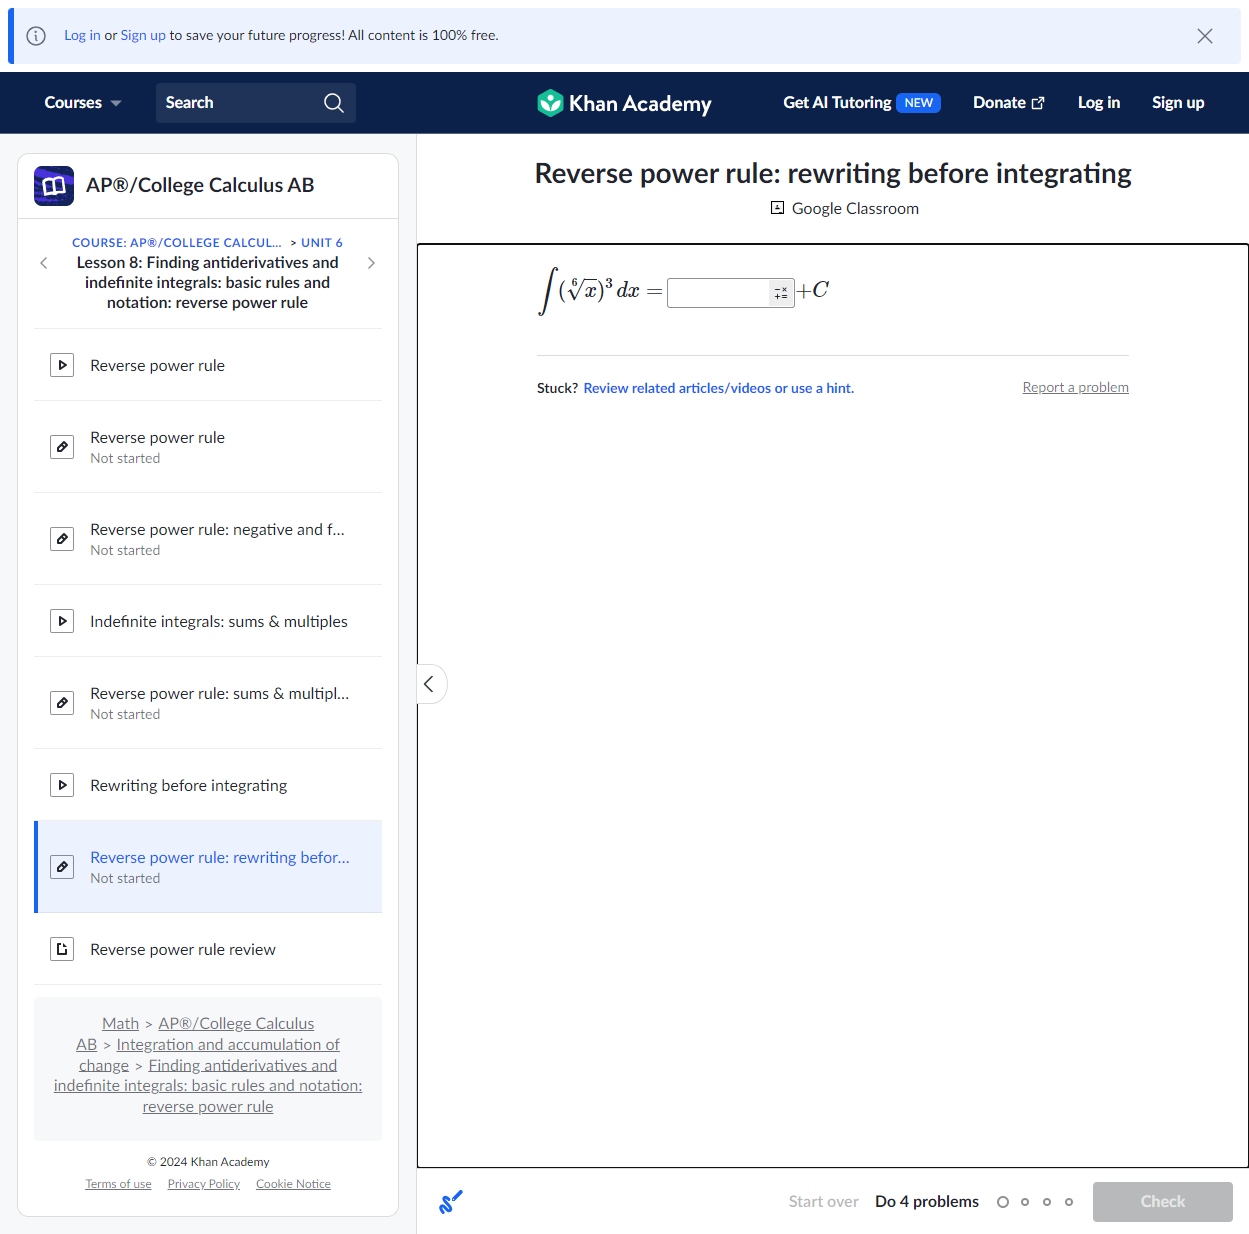 Log in or Sign up to save your future progress! All content is 100% free.
Courses
Search
Khan Academy
Get AI Tutoring NEW
Donate
Log in
Sign up
AP®/College Calculus AB
COURSE: AP®/COLLEGE CALCUL... > UNIT 6
Lesson 8: Finding antiderivatives and
indefinite integrals: basic rules and
notation: reverse power rule
Reverse power rule
Reverse power rule
Not started
Reverse power rule: negative and f...
Not started
Indefinite integrals: sums & multiples
Reverse power rule: sums & multipl...
Not started
Rewriting before integrating
Reverse power rule: rewriting befor...
Not started
Reverse power rule review
Math > AP®/College Calculus
AB > Integration and accumulation of
change > Finding antiderivatives and
indefinite integrals: basic rules and notation:
reverse power rule
© 2024 Khan Academy
Terms of use Privacy Policy Cookie Notice
Reverse power rule: rewriting before integrating
Google Classroom
∫(⁶√x)³ dx = +C
Stuck? Review related articles/videos or use a hint.
Report a problem
Start over
Do 4 problems
Check